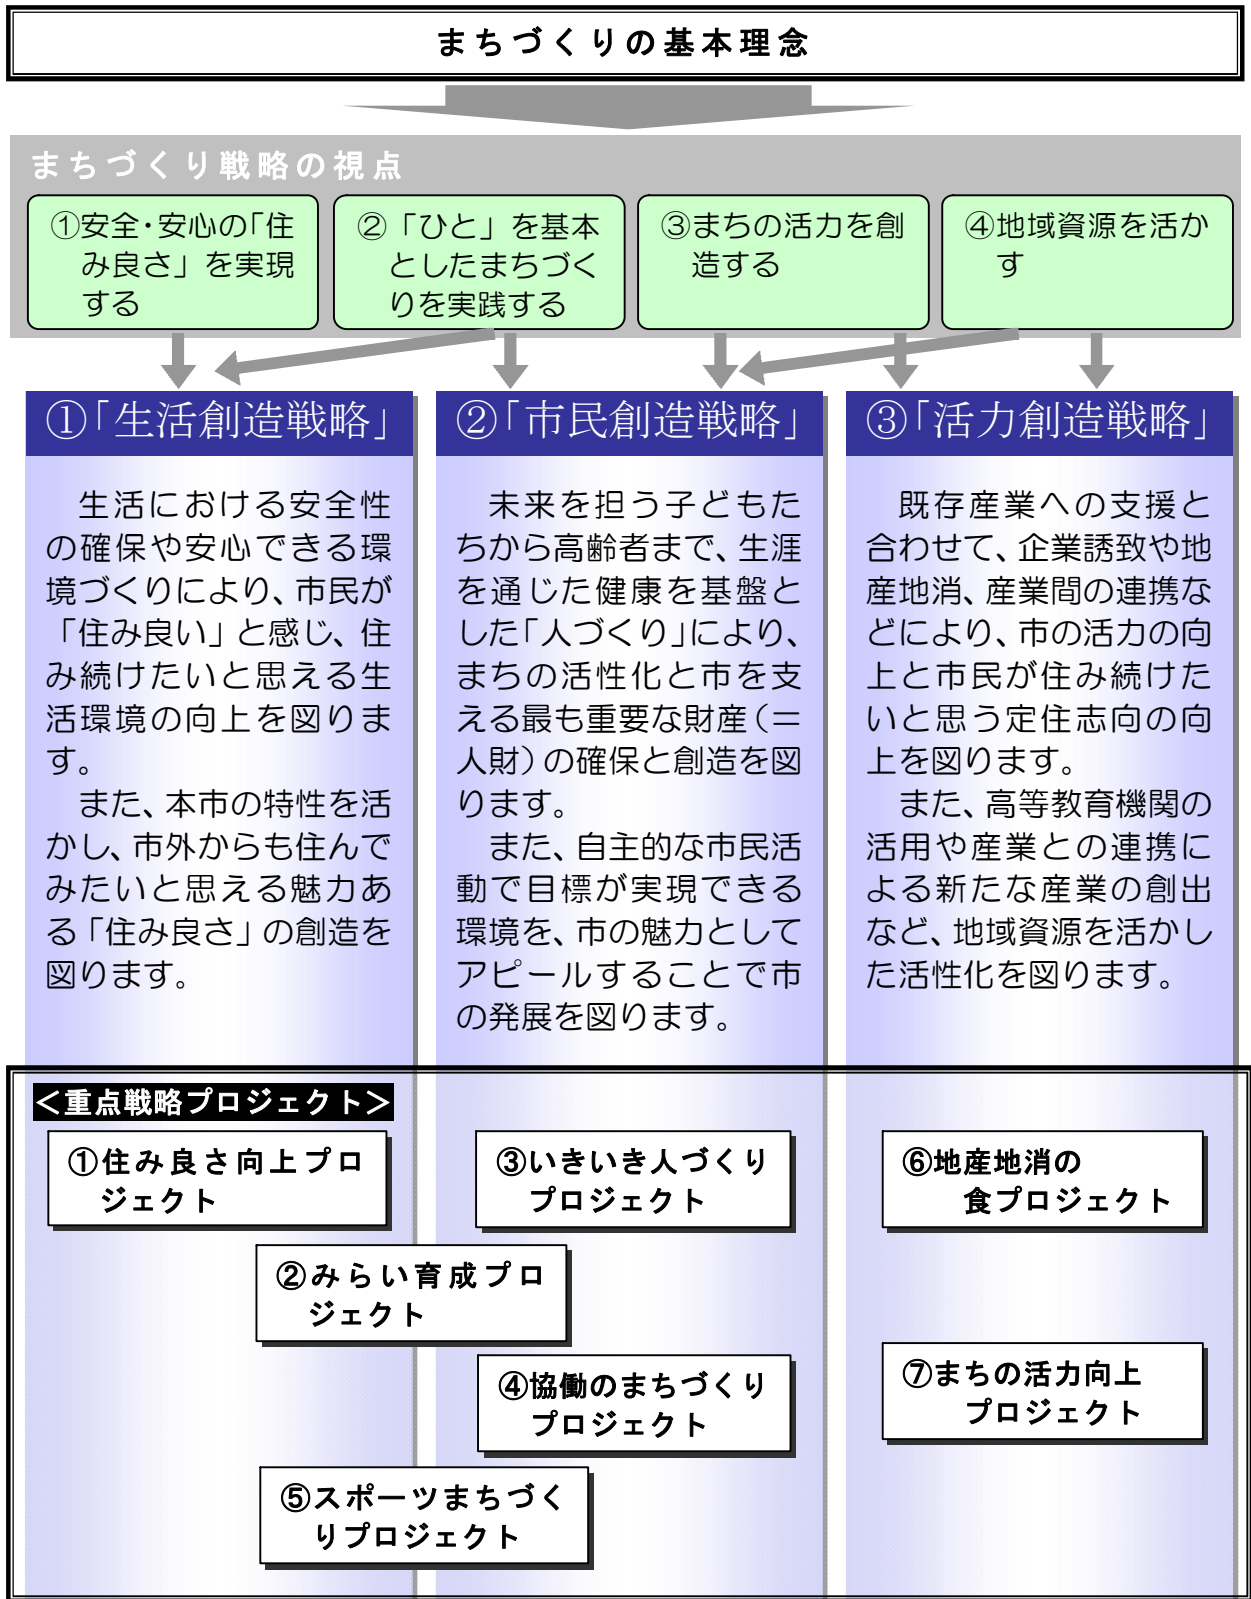 まちづくりの基本理念
まちづくり戦略の視点
①安全・安心の「住
み良さ」を実現
する
②「ひと」を基本
としたまちづく
りを実践する
③まちの活力を創
造する
④地域資源を活か
す
①「生活創造戦略」
生活における安全性
の確保や安心できる環
境づくりにより、市民が
「住み良い」と感じ、住
み続けたいと思える生
活環境の向上を図りま
す。
また、本市の特性を活
かし、市外からも住んで
みたいと思える魅力あ
る「住み良さ」の創造を
図ります。
②「市民創造戦略」
未来を担う子どもた
ちから高齢者まで、生涯
を通じた健康を基盤と
した「人づくり」により、
まちの活性化と市を支
える最も重要な財産（＝
人財）の確保と創造を図
ります。
また、自主的な市民活
動で目標が実現できる
環境を、市の魅力として
アピールすることで市
の発展を図ります。
③「活力創造戦略」
既存産業への支援と
合わせて、企業誘致や地
産地消、産業間の連携な
どにより、市の活力の向
上と市民が住み続けた
いと思う定住志向の向
上を図ります。
また、高等教育機関の
活用や産業との連携に
よる新たな産業の創出
など、地域資源を活かし
た活性化を図ります。
＜重点戦略プロジェクト＞
①住み良さ向上プロ
ジェクト
②みらい育成プロ
ジェクト
③いきいき人づくり
プロジェクト
④協働のまちづくり
プロジェクト
⑤スポーツまちづく
りプロジェクト
⑥地産地消の
食プロジェクト
⑦まちの活力向上
プロジェクト